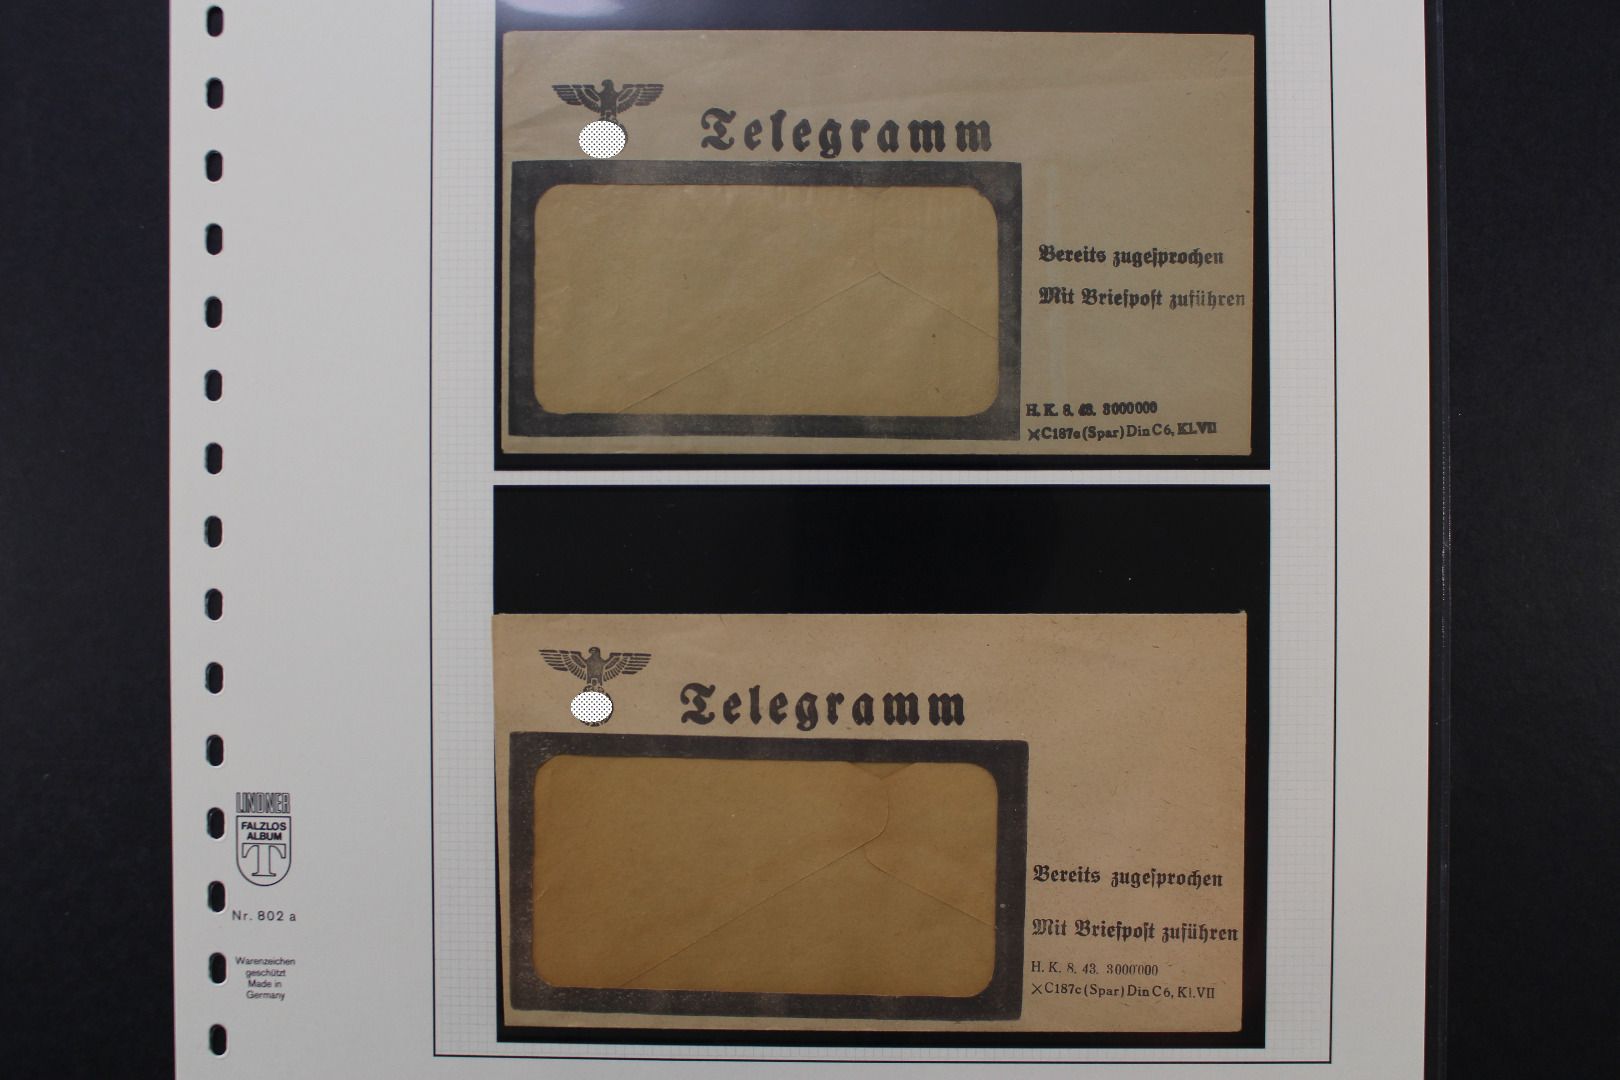 Telegramm
Bereits zugesprochen
Mit Briefpost zuführen
H. K. 8. 43. 3000000
C187c (Spar) Din C 6, Kl. VII
Telegramm
Bereits zugesprochen
Mit Briefpost zuführen
H. K. 8. 43. 3000000
C187c (Spar) Din C 6, Kl. VII
LINDNER
FALZLOS
ALBUM
T
Nr. 802 a
Warenzeichen
geschützt
Made in
Germany